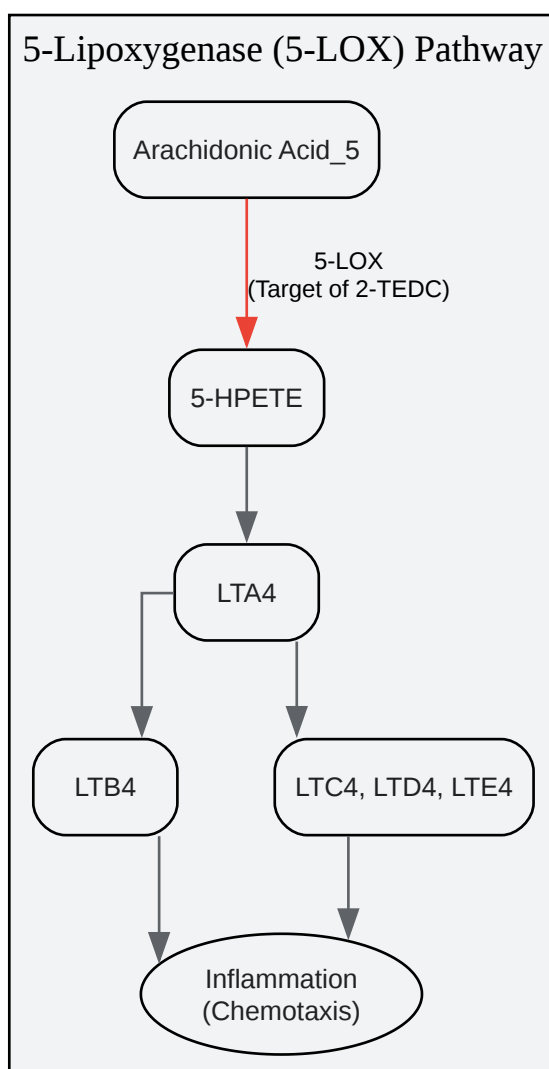 5-Lipoxygenase (5-LOX) Pathway
Arachidonic Acid_5
5-LOX
(Target of 2-TEDC)
5-HPETE
LTA4
LTB4
LTC4, LTD4, LTE4
Inflammation
(Chemotaxis)